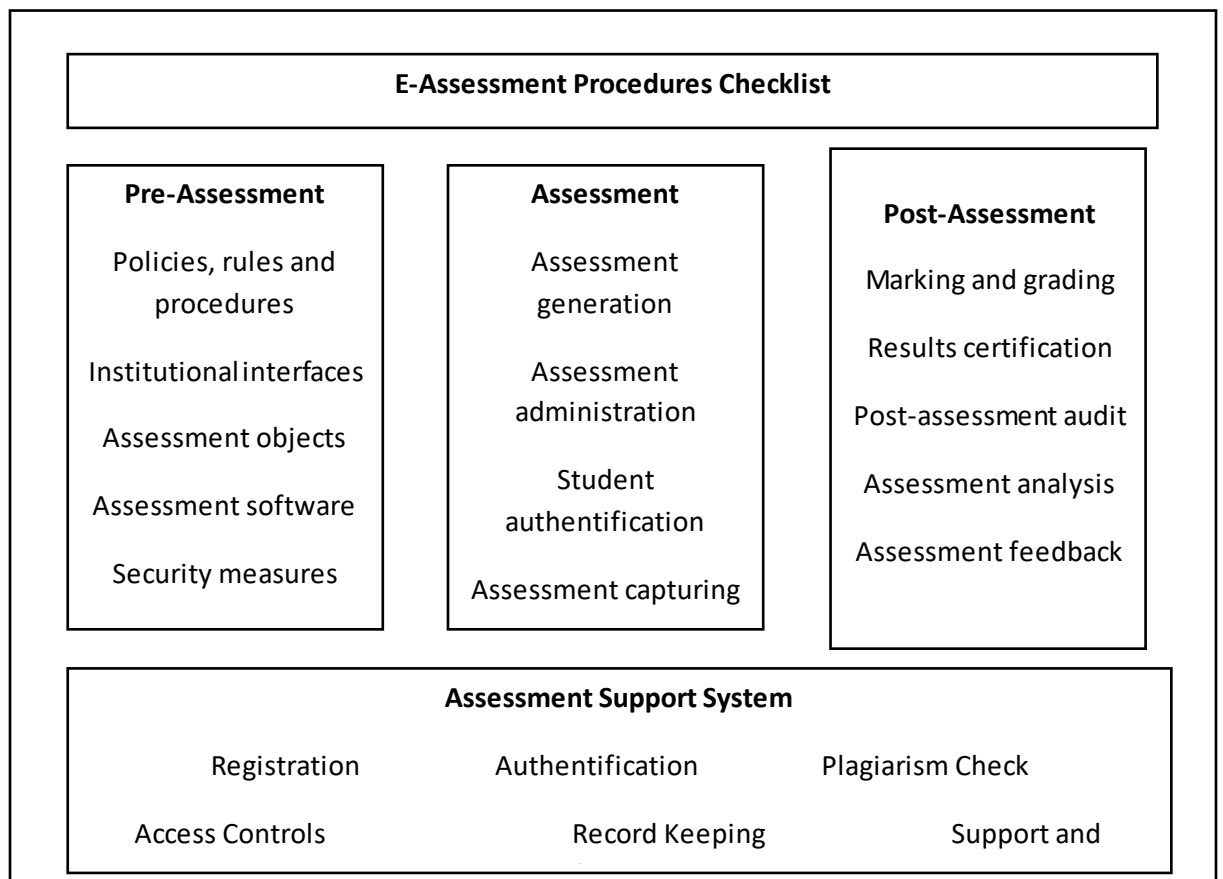 E-Assessment Procedures Checklist
Pre-Assessment
Policies, rules and
procedures
Institutional interfaces
Assessment objects
Assessment software
Security measures
Assessment
Assessment
generation
Assessment
administration
Student
authentification
Assessment capturing
Post-Assessment
Marking and grading
Results certification
Post-assessment audit
Assessment analysis
Assessment feedback
Assessment Support System
Registration Authentification Plagiarism Check
Access Controls Record Keeping Support and